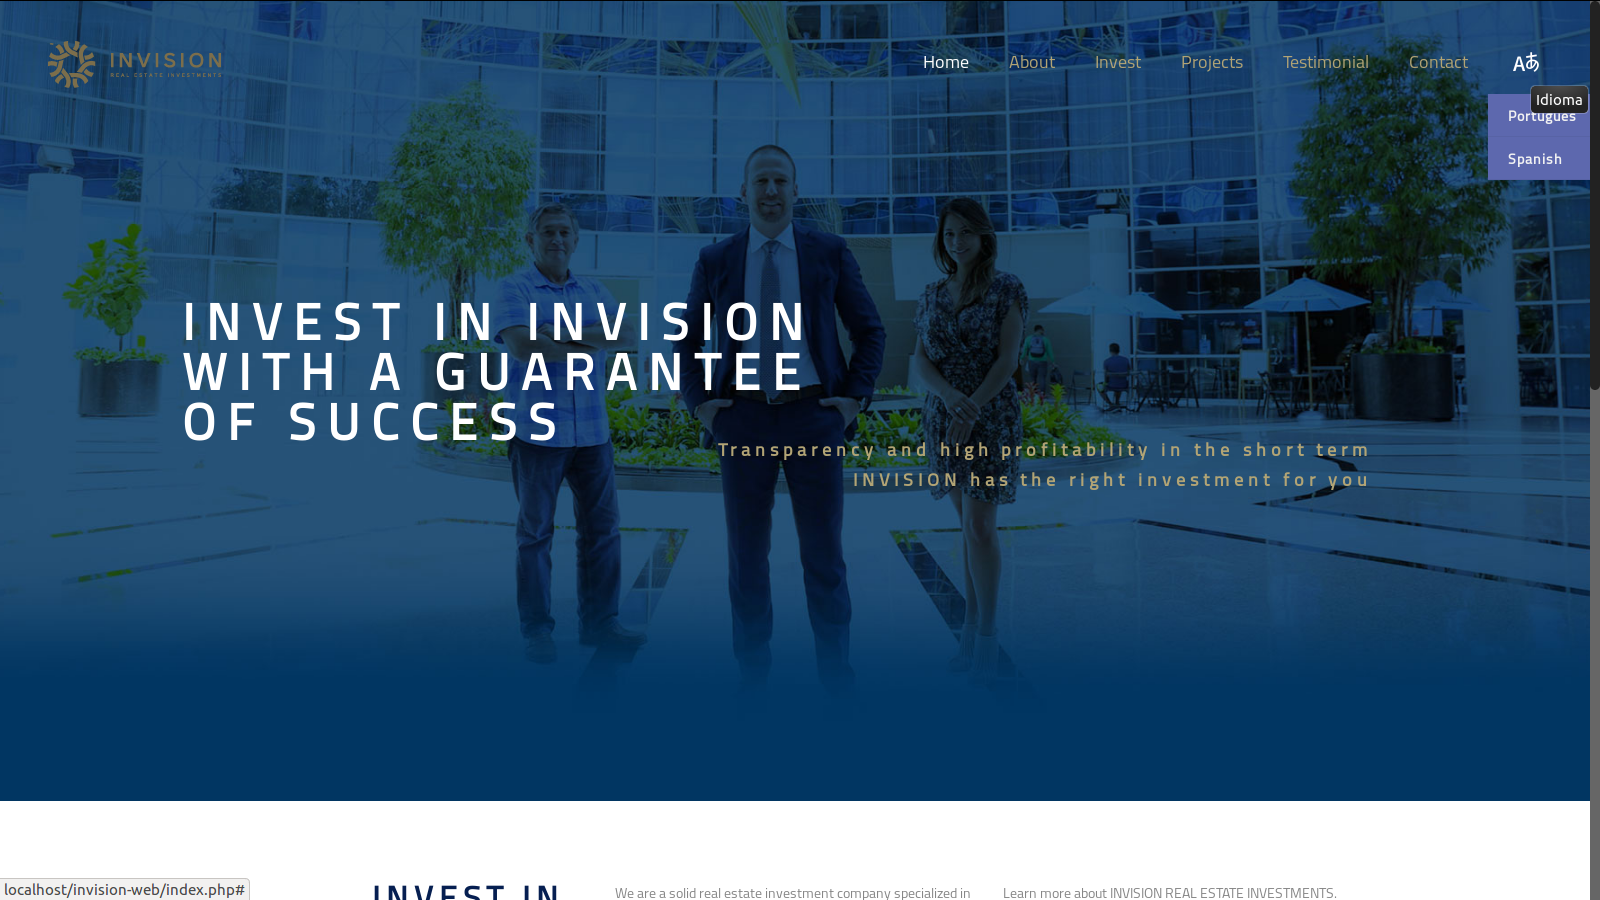 INVISION
REAL ESTATE INVESTMENTS
Home
About
Invest
Projects
Testimonial
Contact
Aあ
Idioma
Portugues
Spanish
INVEST IN INVISION
WITH A GUARANTEE
OF SUCCESS
Transparency and high profitability in the short term
INVISION has the right investment for you
INVEST IN
We are a solid real estate investment company specialized in
Learn more about INVISION REAL ESTATE INVESTMENTS.
localhost/invision-web/index.php#